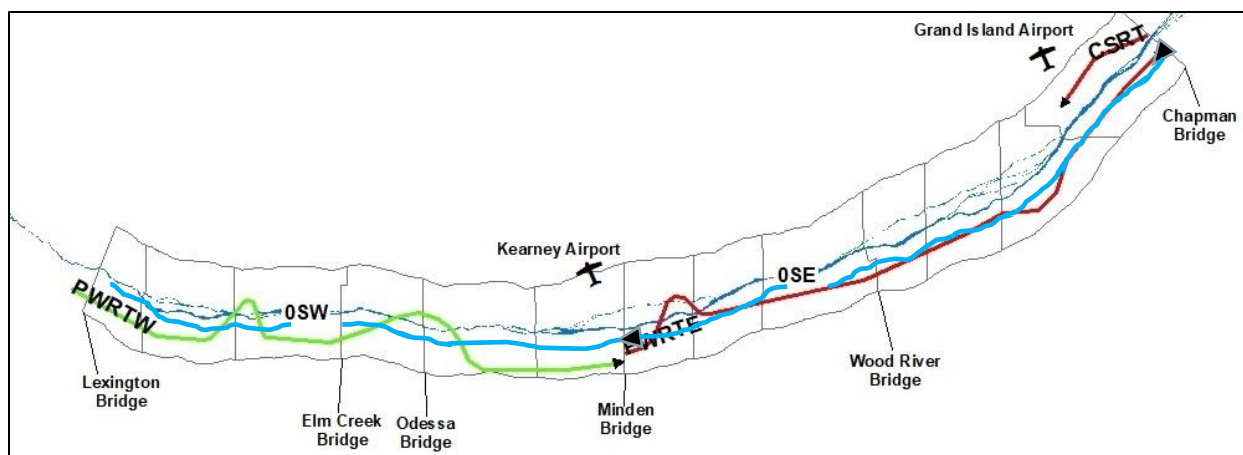 Grand Island Airport
CSRT
Chapman
Bridge
Kearney Airport
0SE
PWRTW
0SW
PWRTE
Wood River
Bridge
Lexington
Bridge
Elm Creek
Bridge
Odessa
Bridge
Minden
Bridge